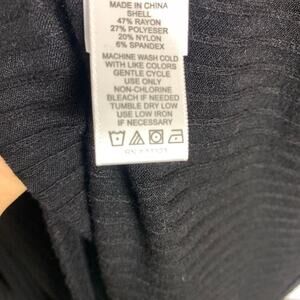 MADE IN CHINA
SHELL
47% RAYON
27% POLYESER
20% NYLON
6% SPANDEX
MACHINE WASH COLD
WITH LIKE COLORS
GENTLE CYCLE
USE ONLY
NON-CHLORINE
BLEACH IF NEEDED
TUMBLE DRY LOW
USE LOW IRON
IF NECESSARY